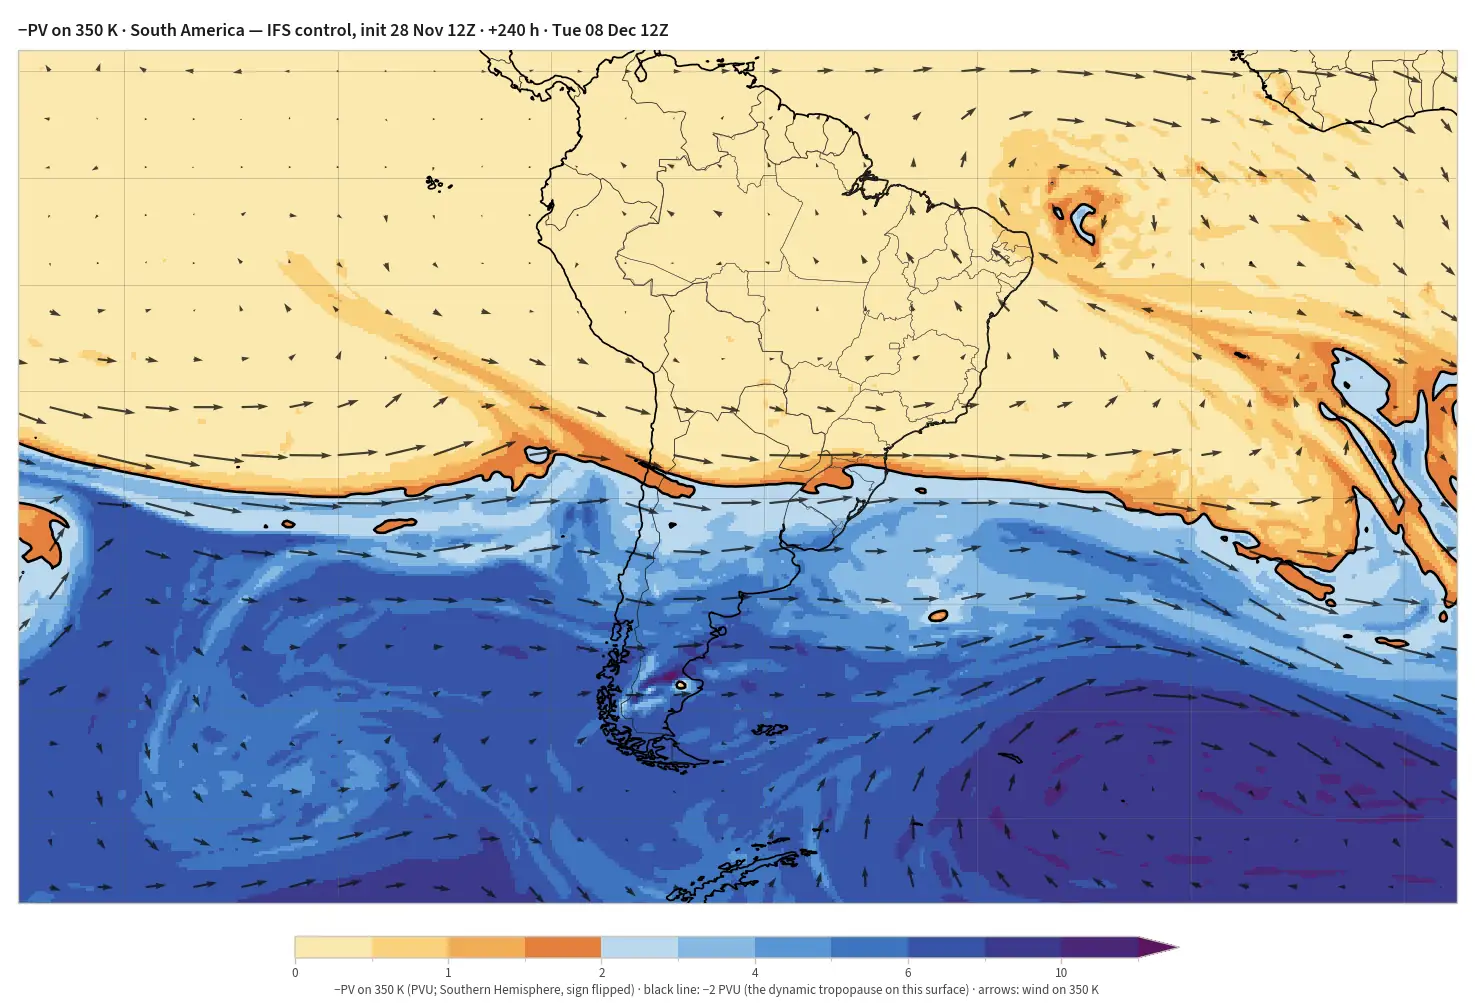 −PV on 350 K · South America — IFS control, init 28 Nov 12Z · +240 h · Tue 08 Dec 12Z
0 1 2 4 6 10
−PV on 350 K (PVU; Southern Hemisphere, sign flipped) · black line: −2 PVU (the dynamic tropopause on this surface) · arrows: wind on 350 K